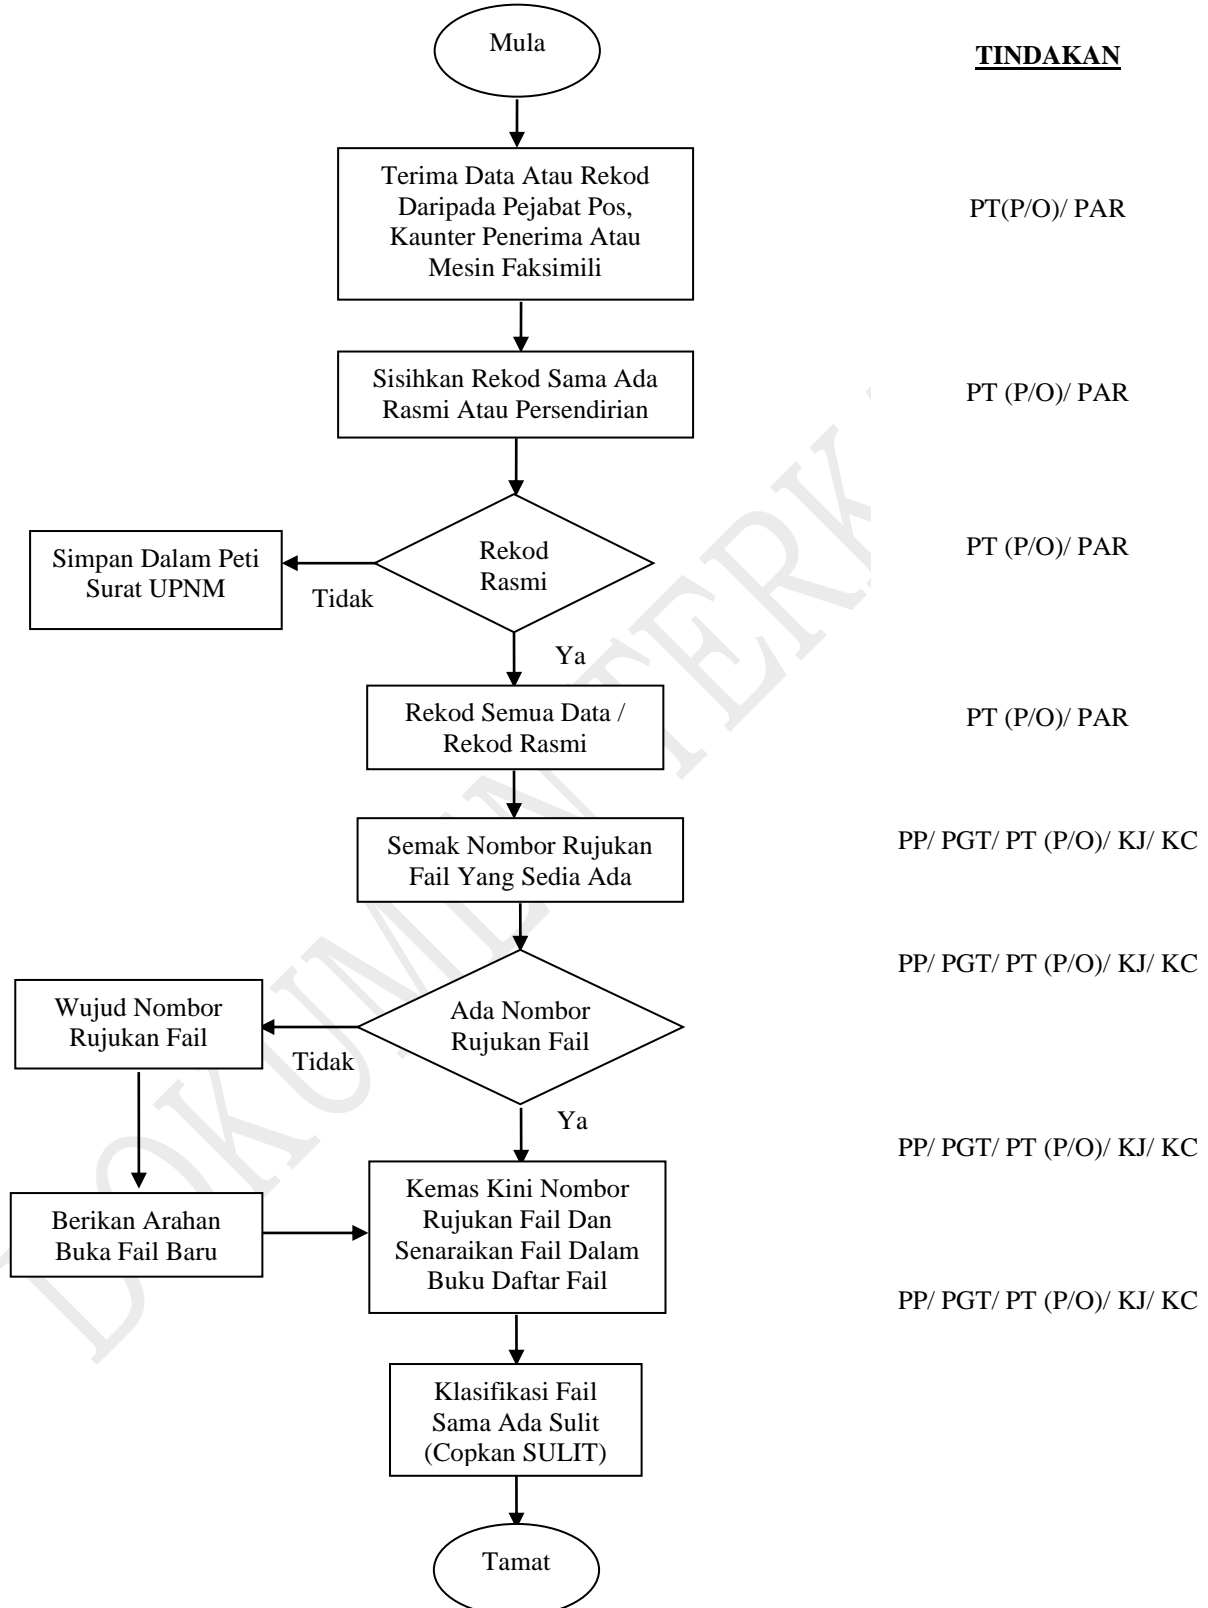 Mula
TINDAKAN
Terima Data Atau Rekod
Daripada Pejabat Pos,
Kaunter Penerima Atau
Mesin Faksimili
PT(P/O)/ PAR
Sisihkan Rekod Sama Ada
Rasmi Atau Persendirian
PT (P/O)/ PAR
Rekod
Rasmi
PT (P/O)/ PAR
Simpan Dalam Peti
Surat UPNM
Tidak
Ya
Rekod Semua Data /
Rekod Rasmi
PT (P/O)/ PAR
Semak Nombor Rujukan
Fail Yang Sedia Ada
PP/ PGT/ PT (P/O)/ KJ/ KC
Ada Nombor
Rujukan Fail
PP/ PGT/ PT (P/O)/ KJ/ KC
Wujud Nombor
Rujukan Fail
Tidak
Ya
Berikan Arahan
Buka Fail Baru
Kemas Kini Nombor
Rujukan Fail Dan
Senaraikan Fail Dalam
Buku Daftar Fail
PP/ PGT/ PT (P/O)/ KJ/ KC
Klasifikasi Fail
Sama Ada Sulit
(Copkan SULIT)
PP/ PGT/ PT (P/O)/ KJ/ KC
Tamat
DOKUMEN